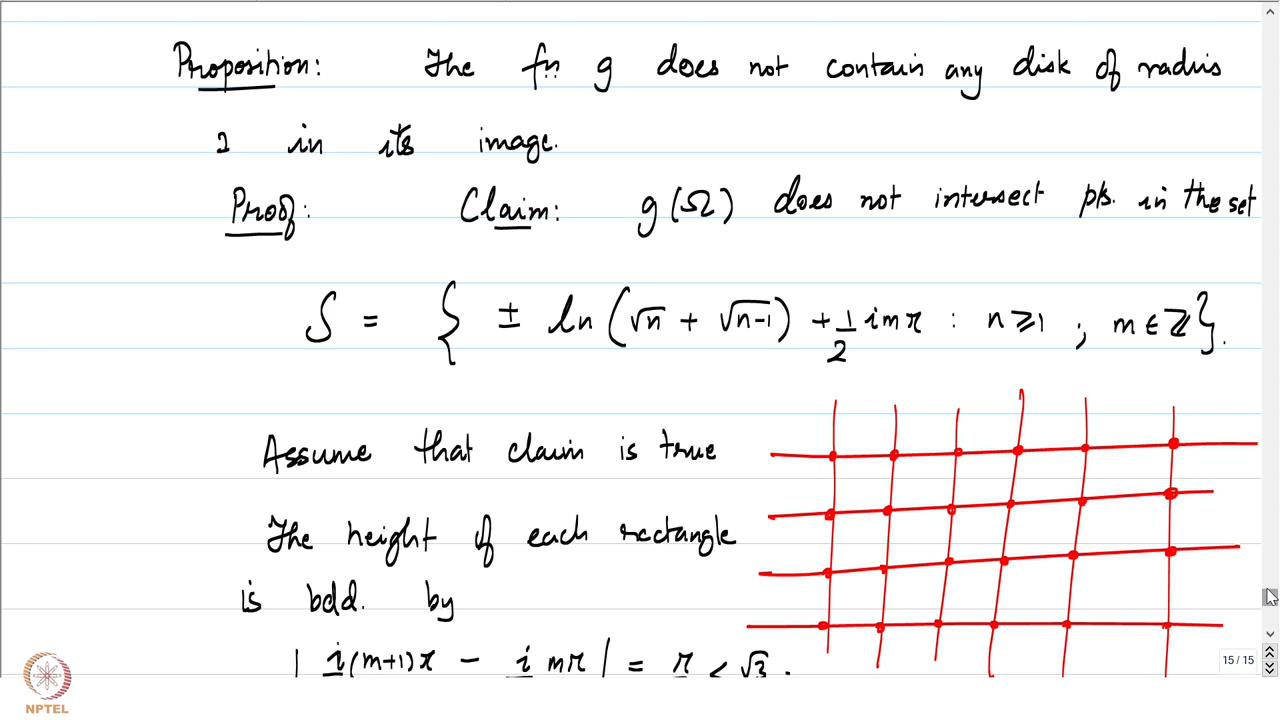 Proposition: The fn g does not contain any disk of radius
1 in its image.
Proof: Claim: g(Ω) does not intersect pts. in the set
S = { ± ln(√n + √n-1) + 1/2 imπ : n ≥ 1 , m ∈ ℤ}.
Assume that claim is true
The height of each rectangle
is bdd. by
| i(m+1)π - i mπ | = π < √3.
15 / 15
NPTEL